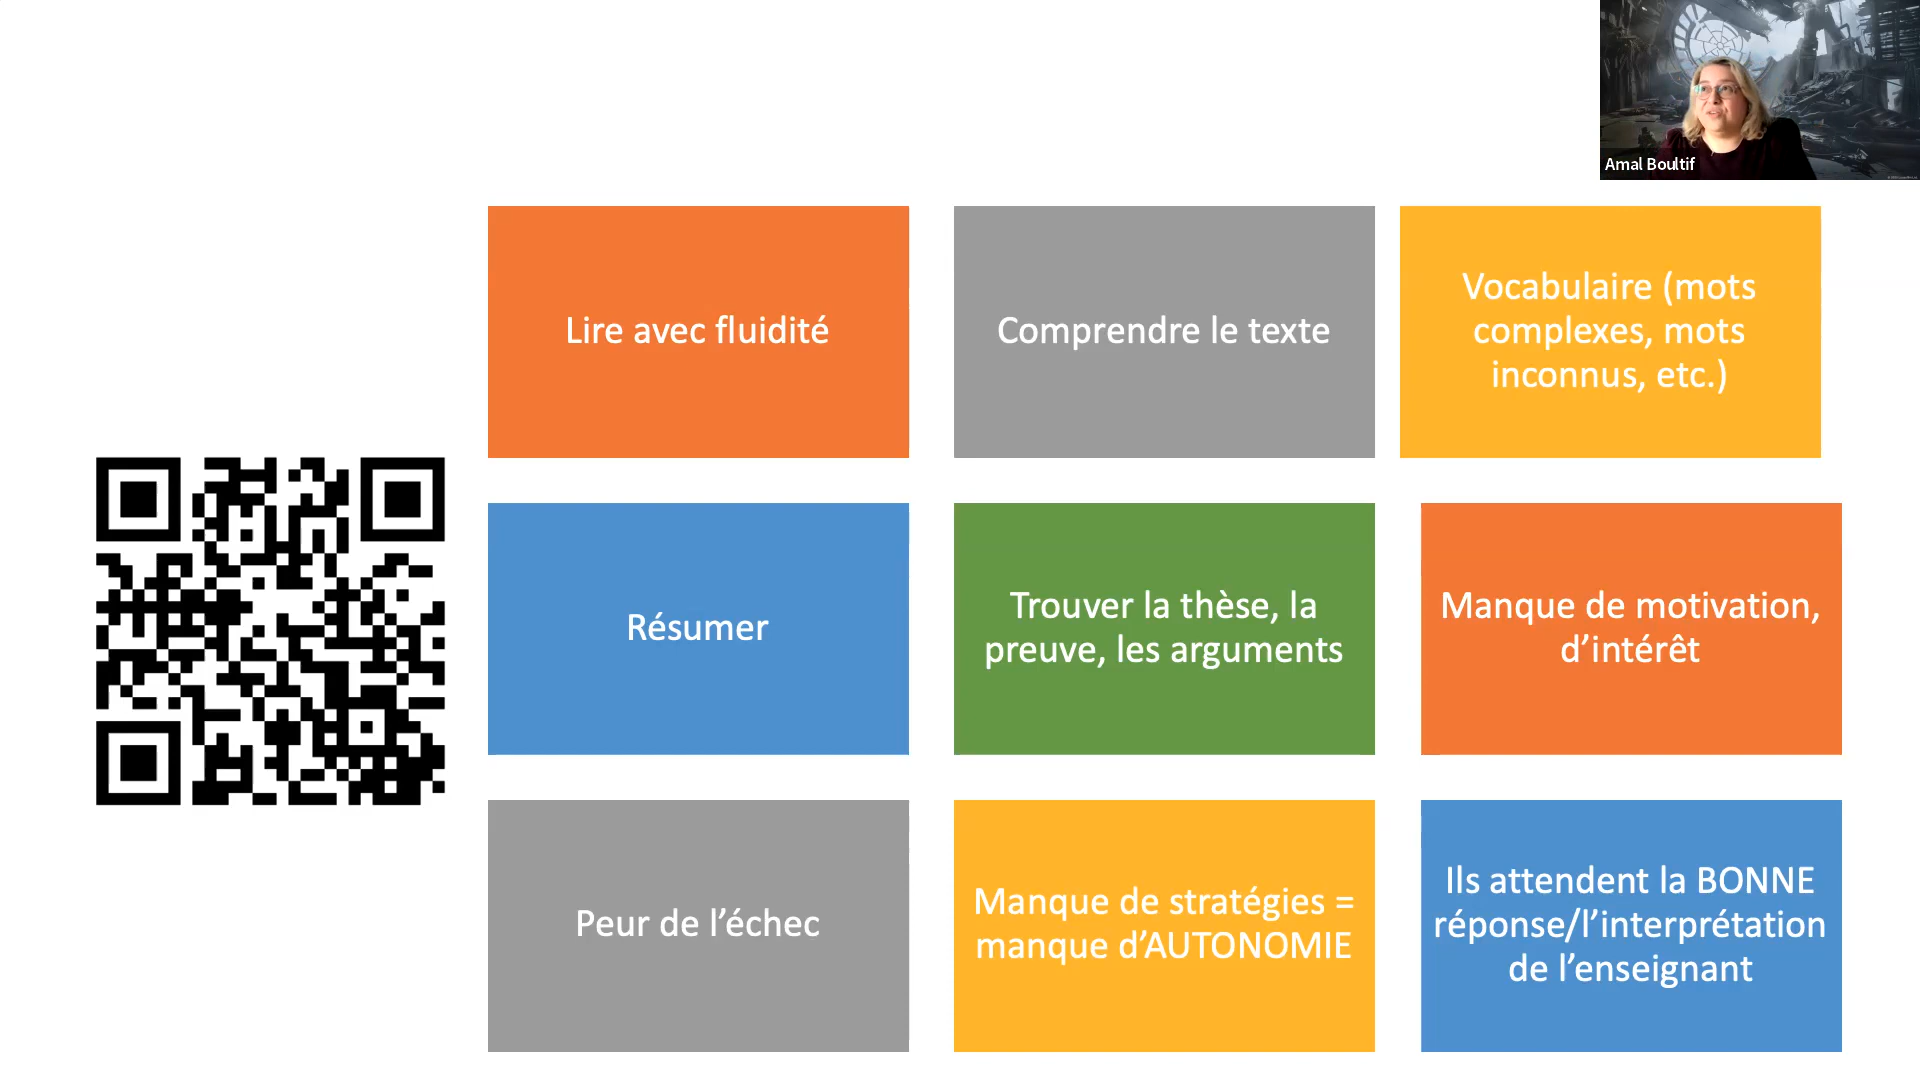 Amal Boultif
Lire avec fluidité
Comprendre le texte
Vocabulaire (mots
complexes, mots
inconnus, etc.)
Résumer
Trouver la thèse, la
preuve, les arguments
Manque de motivation,
d’intérêt
Peur de l’échec
Manque de stratégies =
manque d’AUTONOMIE
Ils attendent la BONNE
réponse/l’interprétation
de l’enseignant